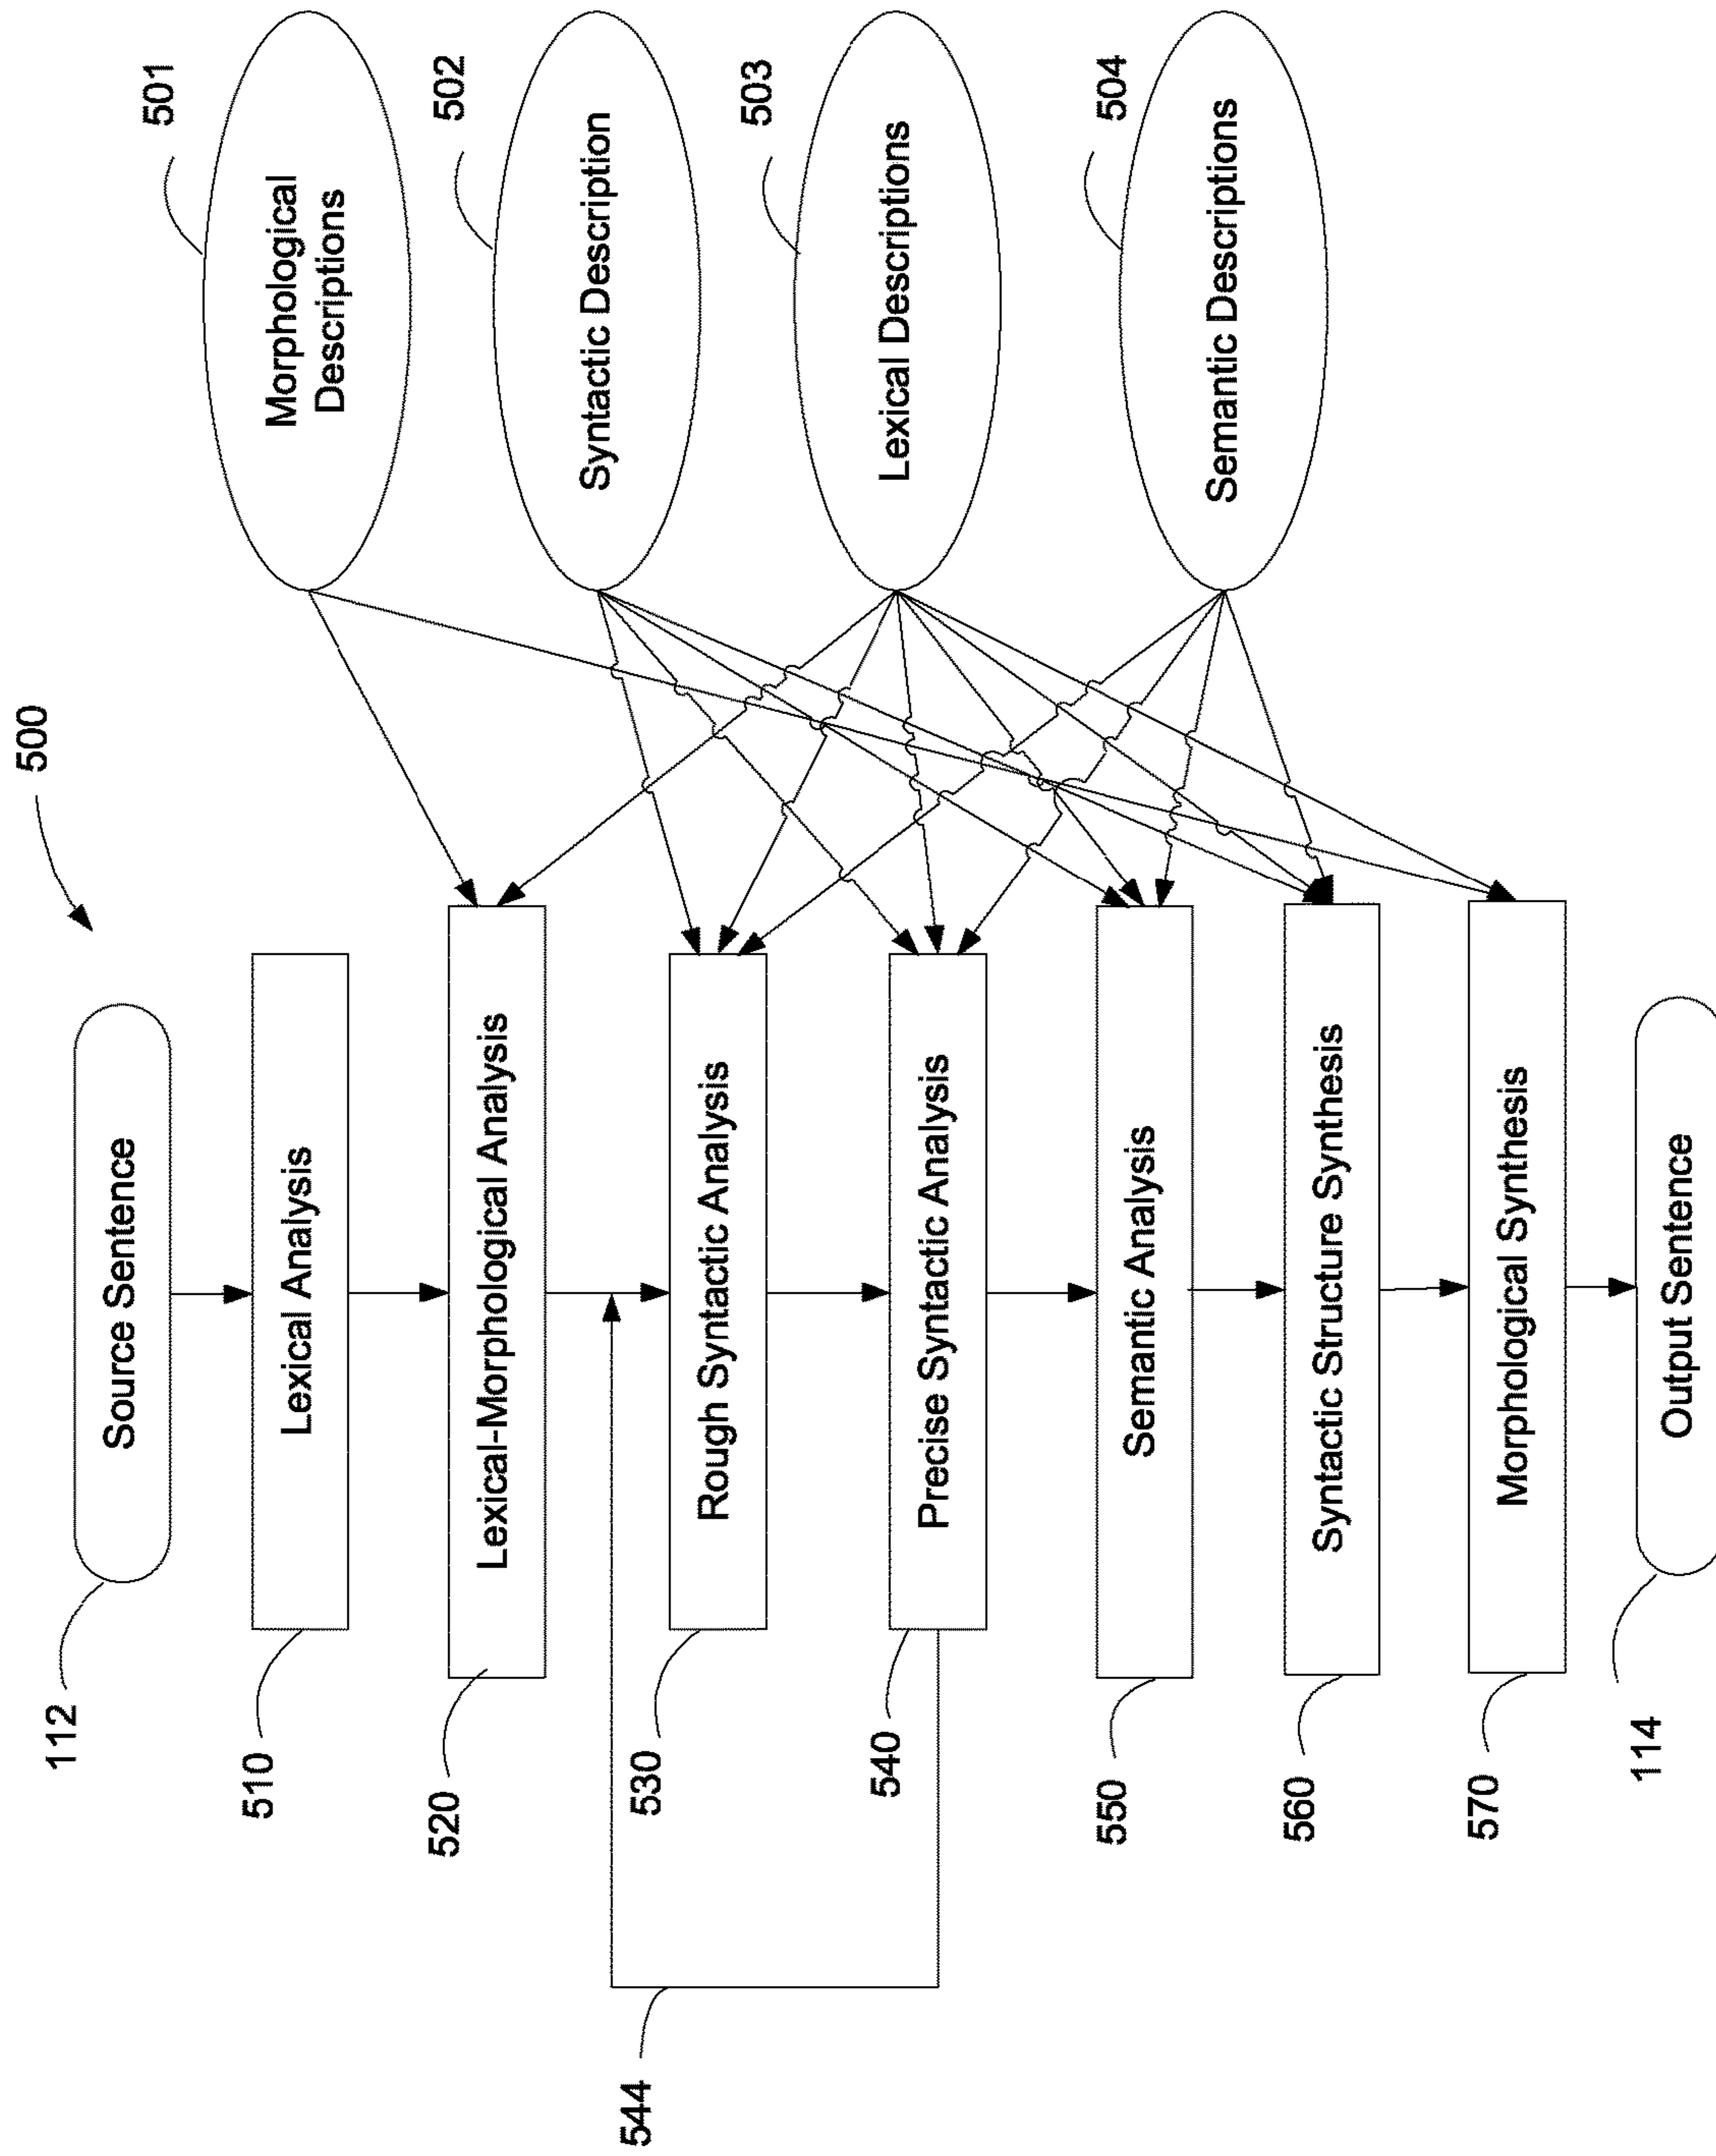 500
112
Source Sentence
510
Lexical Analysis
520
Lexical-Morphological Analysis
530
Rough Syntactic Analysis
540
Precise Syntactic Analysis
544
550
Semantic Analysis
560
Syntactic Structure Synthesis
570
Morphological Synthesis
114
Output Sentence
501
Morphological
Descriptions
502
Syntactic Description
503
Lexical Descriptions
504
Semantic Descriptions